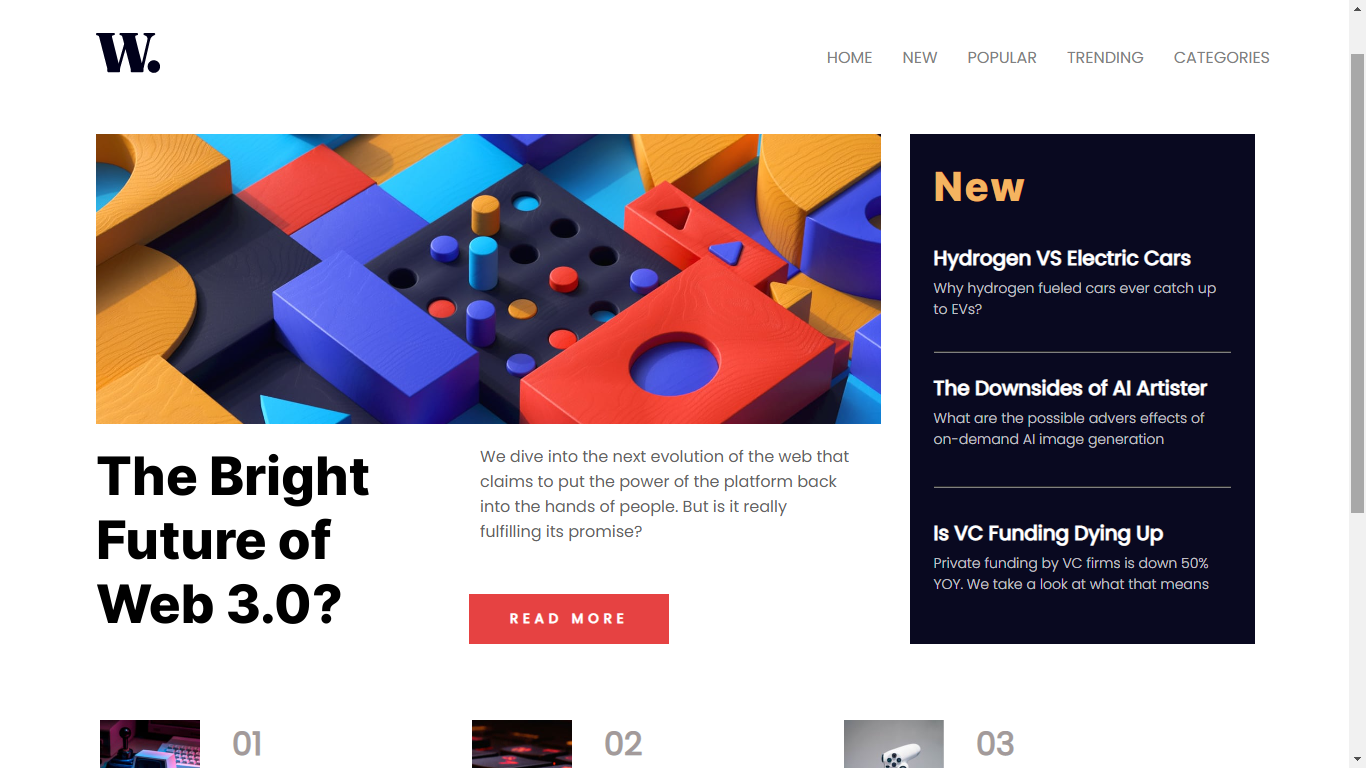 W.
HOME NEW POPULAR TRENDING CATEGORIES
The Bright
Future of
Web 3.0?
We dive into the next evolution of the web that
claims to put the power of the platform back
into the hands of people. But is it really
fulfilling its promise?
READ MORE
New
Hydrogen VS Electric Cars
Why hydrogen fueled cars ever catch up
to EVs?
The Downsides of AI Artister
What are the possible advers effects of
on-demand AI image generation
Is VC Funding Dying Up
Private funding by VC firms is down 50%
YOY. We take a look at what that means
01
02
03